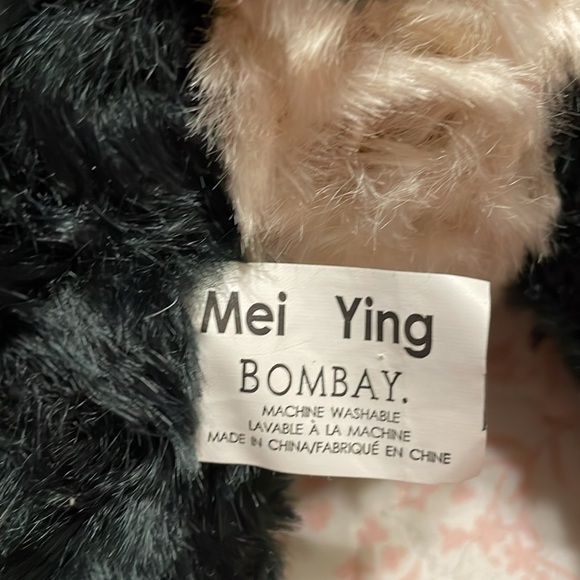 Mei Ying
BOMBAY.
MACHINE WASHABLE
LAVABLE À LA MACHINE
MADE IN CHINA/FABRIQUÉ EN CHINE